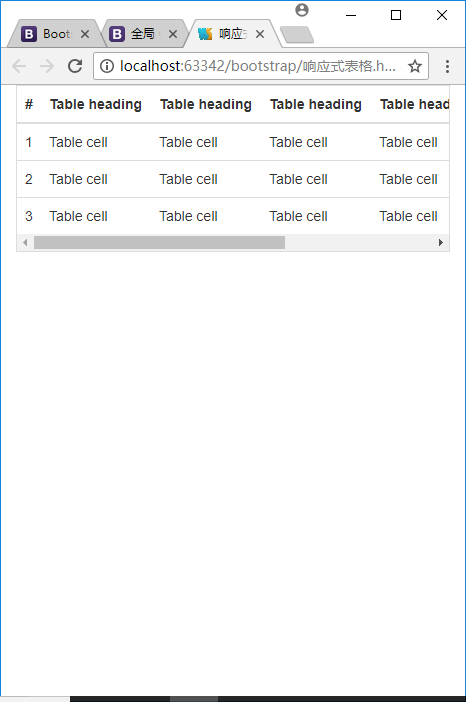 Boots
全局
响应
localhost:63342/bootstrap/响应式表格.h...
# Table heading Table heading Table heading Table head
1 Table cell Table cell Table cell Table cell
2 Table cell Table cell Table cell Table cell
3 Table cell Table cell Table cell Table cell